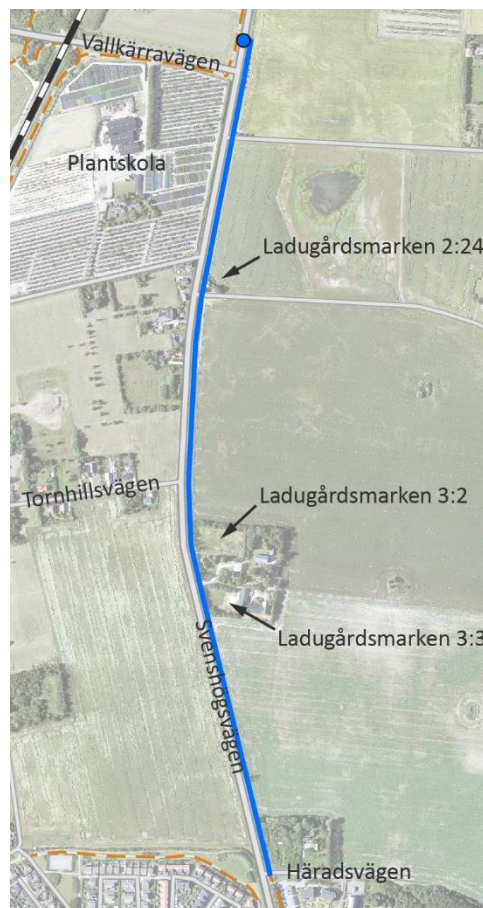 Vallkärravägen
Plantskola
Ladugårdsmarken 2:24
Tornhillsvägen
Ladugårdsmarken 3:2
Ladugårdsmarken 3:3
Svenshögsvägen
Häradsvägen